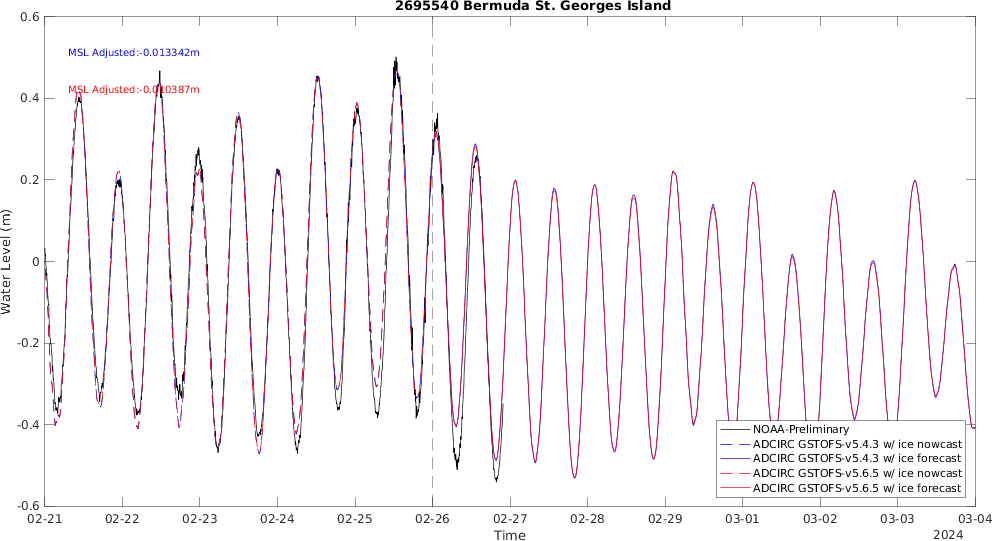 2695540 Bermuda St. Georges Island
0.6
MSL Adjusted:-0.013342m
0.4
MSL Adjusted:-0.010387m
0.2
0
-0.2
-0.4
-0.6
Water Level (m)
NOAA-Preliminary
ADCIRC GSTOFS-v5.4.3 w/ ice nowcast
ADCIRC GSTOFS-v5.4.3 w/ ice forecast
ADCIRC GSTOFS-v5.6.5 w/ ice nowcast
ADCIRC GSTOFS-v5.6.5 w/ ice forecast
02-21 02-22 02-23 02-24 02-25 02-26 02-27 02-28 02-29 03-01 03-02 03-03 03-04
Time
2024